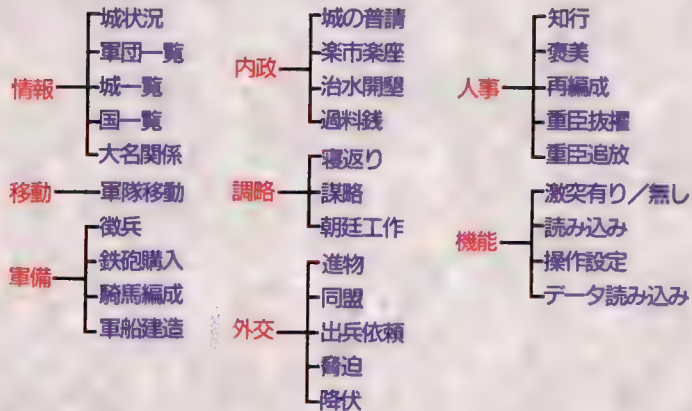 情報
城状況
軍団一覧
城一覧
国一覧
大名関係
移動
軍隊移動
軍備
徴兵
鉄砲購入
騎馬編成
軍船建造
内政
城の普請
楽市楽座
治水開墾
過料銭
調略
寝返り
謀略
朝廷工作
外交
進物
同盟
出兵依頼
脅迫
降伏
人事
知行
褒美
再編成
重臣抜擢
重臣追放
機能
激突有り/無し
読み込み
操作設定
データ読み込み